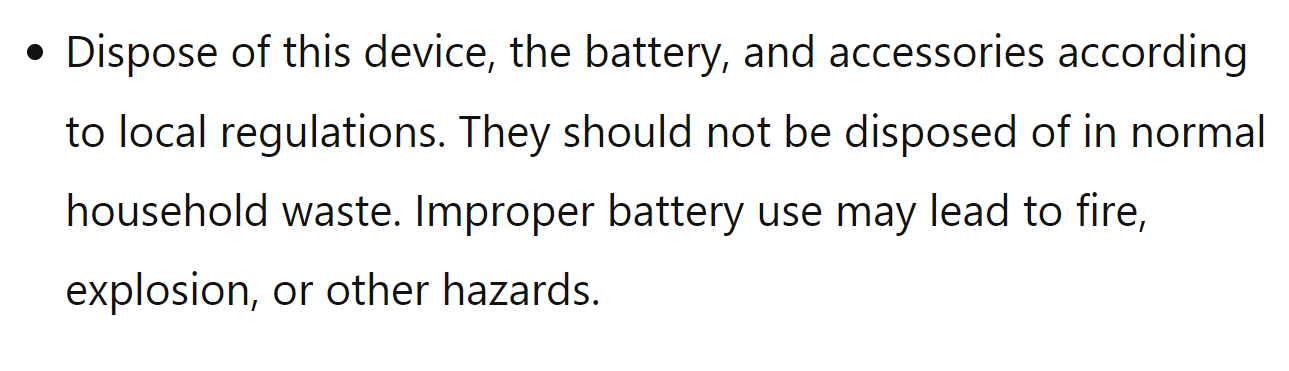 • Dispose of this device, the battery, and accessories according
to local regulations. They should not be disposed of in normal
household waste. Improper battery use may lead to fire,
explosion, or other hazards.